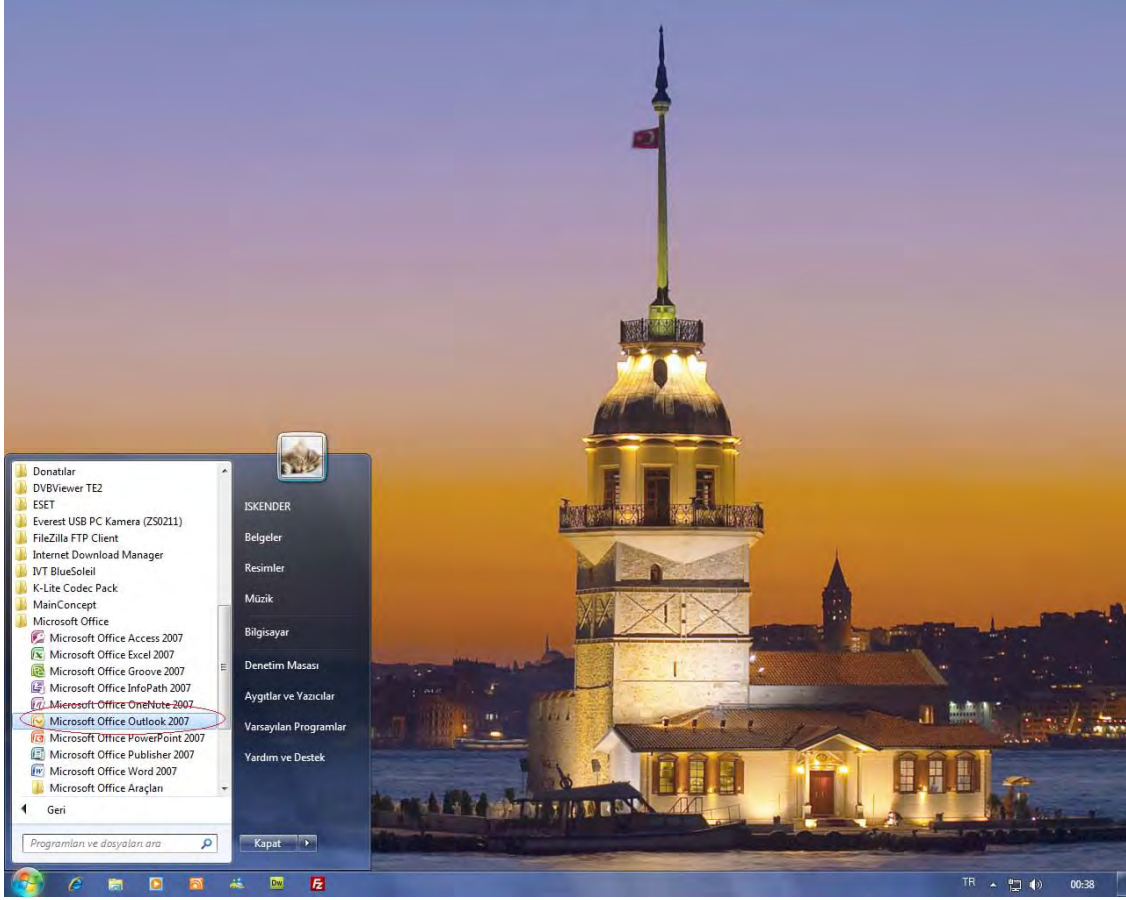 Donatılar
DVBViewer TE2
ESET
Everest USB PC Kamera (ZS0211)
FileZilla FTP Client
Internet Download Manager
IVT BlueSoleil
K-Lite Codec Pack
MainConcept
Microsoft Office
Microsoft Office Access 2007
Microsoft Office Excel 2007
Microsoft Office Groove 2007
Microsoft Office InfoPath 2007
Microsoft Office OneNote 2007
Microsoft Office Outlook 2007
Microsoft Office PowerPoint 2007
Microsoft Office Publisher 2007
Microsoft Office Word 2007
Microsoft Office Araçları
Geri
Programları ve dosyaları ara
ISKENDER
Belgeler
Resimler
Müzik
Bilgisayar
Denetim Masası
Aygıtlar ve Yazıcılar
Varsayılan Programlar
Yardım ve Destek
Kapat
Dw
Fz
TR
00:38